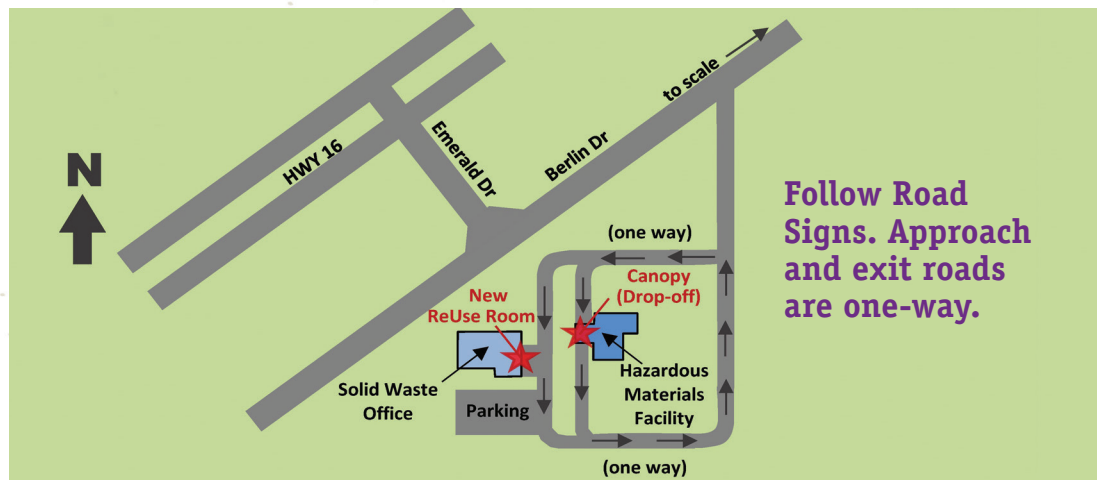 to scale
Berlin Dr
Emerald Dr
HWY 16
N
Follow Road
Signs. Approach
and exit roads
are one-way.
(one way)
Canopy
(Drop-off)
New
ReUse Room
Solid Waste
Office
Hazardous
Materials
Facility
Parking
(one way)